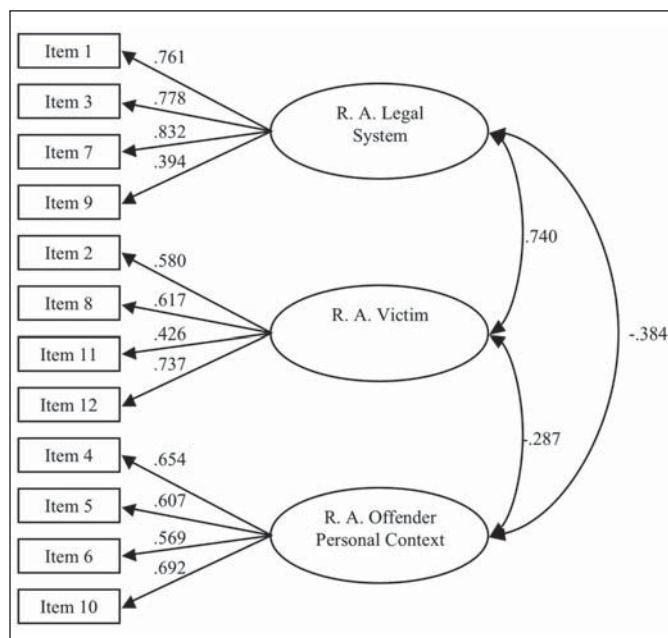 Item 1
.761
Item 3
.778
R. A. Legal
System
Item 7
.832
Item 9
.394
.740
Item 2
.580
Item 8
.617
R. A. Victim
Item 11
.426
-.384
Item 12
.737
-.287
Item 4
.654
Item 5
.607
R. A. Offender
Personal Context
Item 6
.569
Item 10
.692